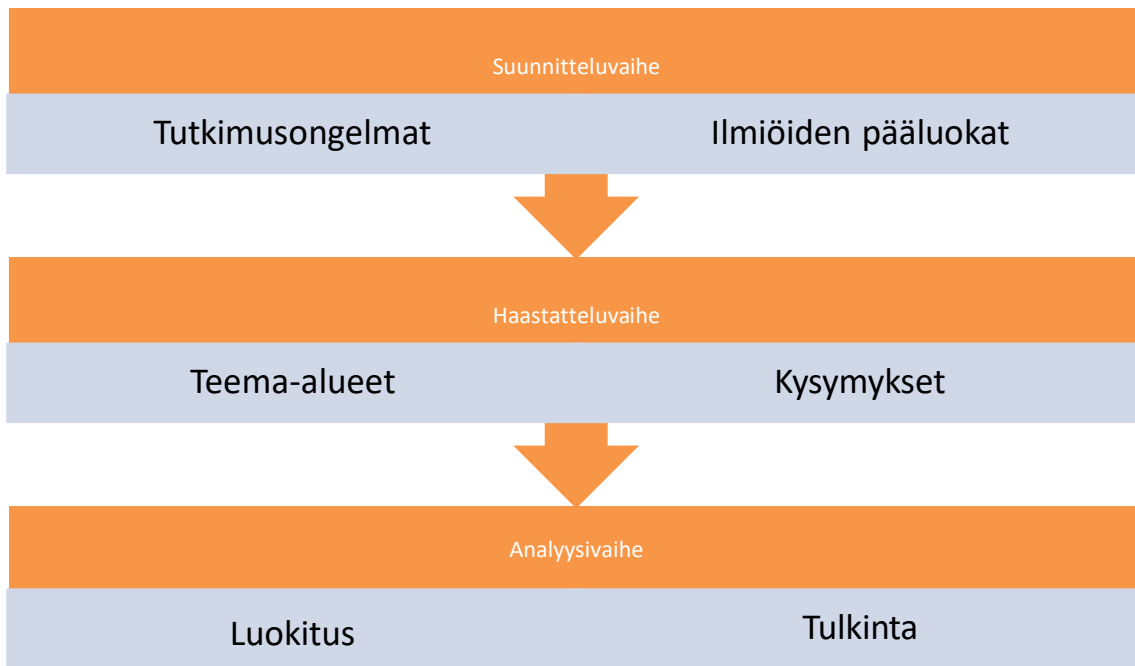 Suunnitteluvaihe
Tutkimusongelmat
Ilmiöiden pääluokat
Haastatteluvaihe
Teema-alueet
Kysymykset
Analyysivaihe
Luokitus
Tulkinta